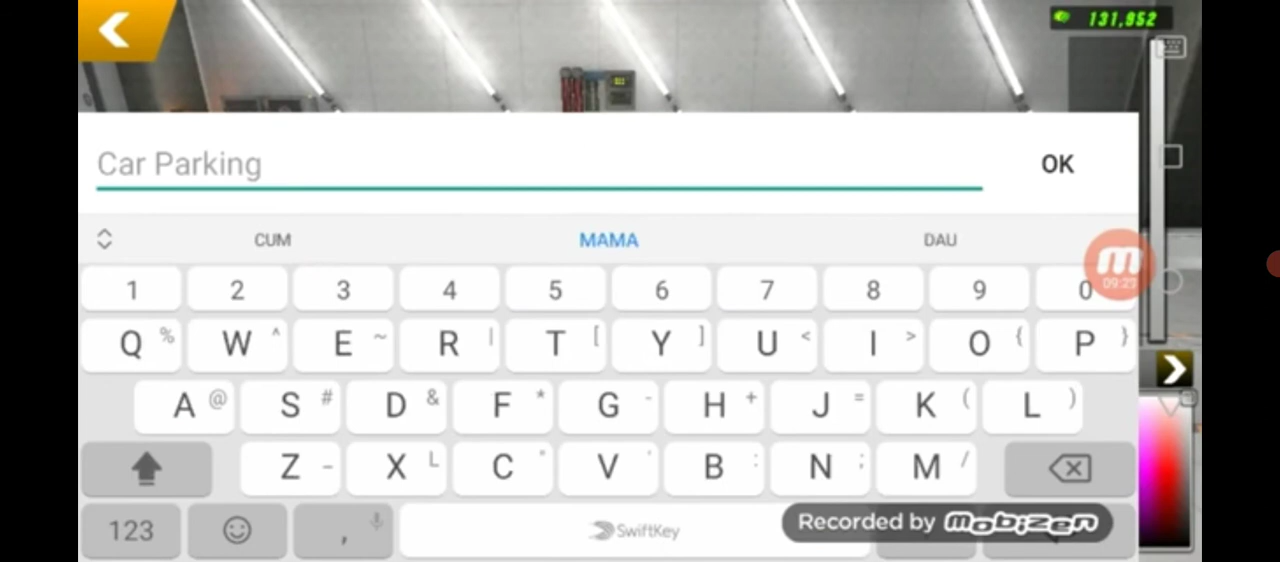 131,952
Car Parking
OK
CUM MAMA DAU
1 2 3 4 5 6 7 8 9 0
09:27
Q % W ^ E ~ R | T [ Y ] U < I > O { P }
A @ S # D & F * G - H + J = K ( L )
Z _ X L C " V ' B : N ; M /
123 , SwiftKey
Recorded by mobizen